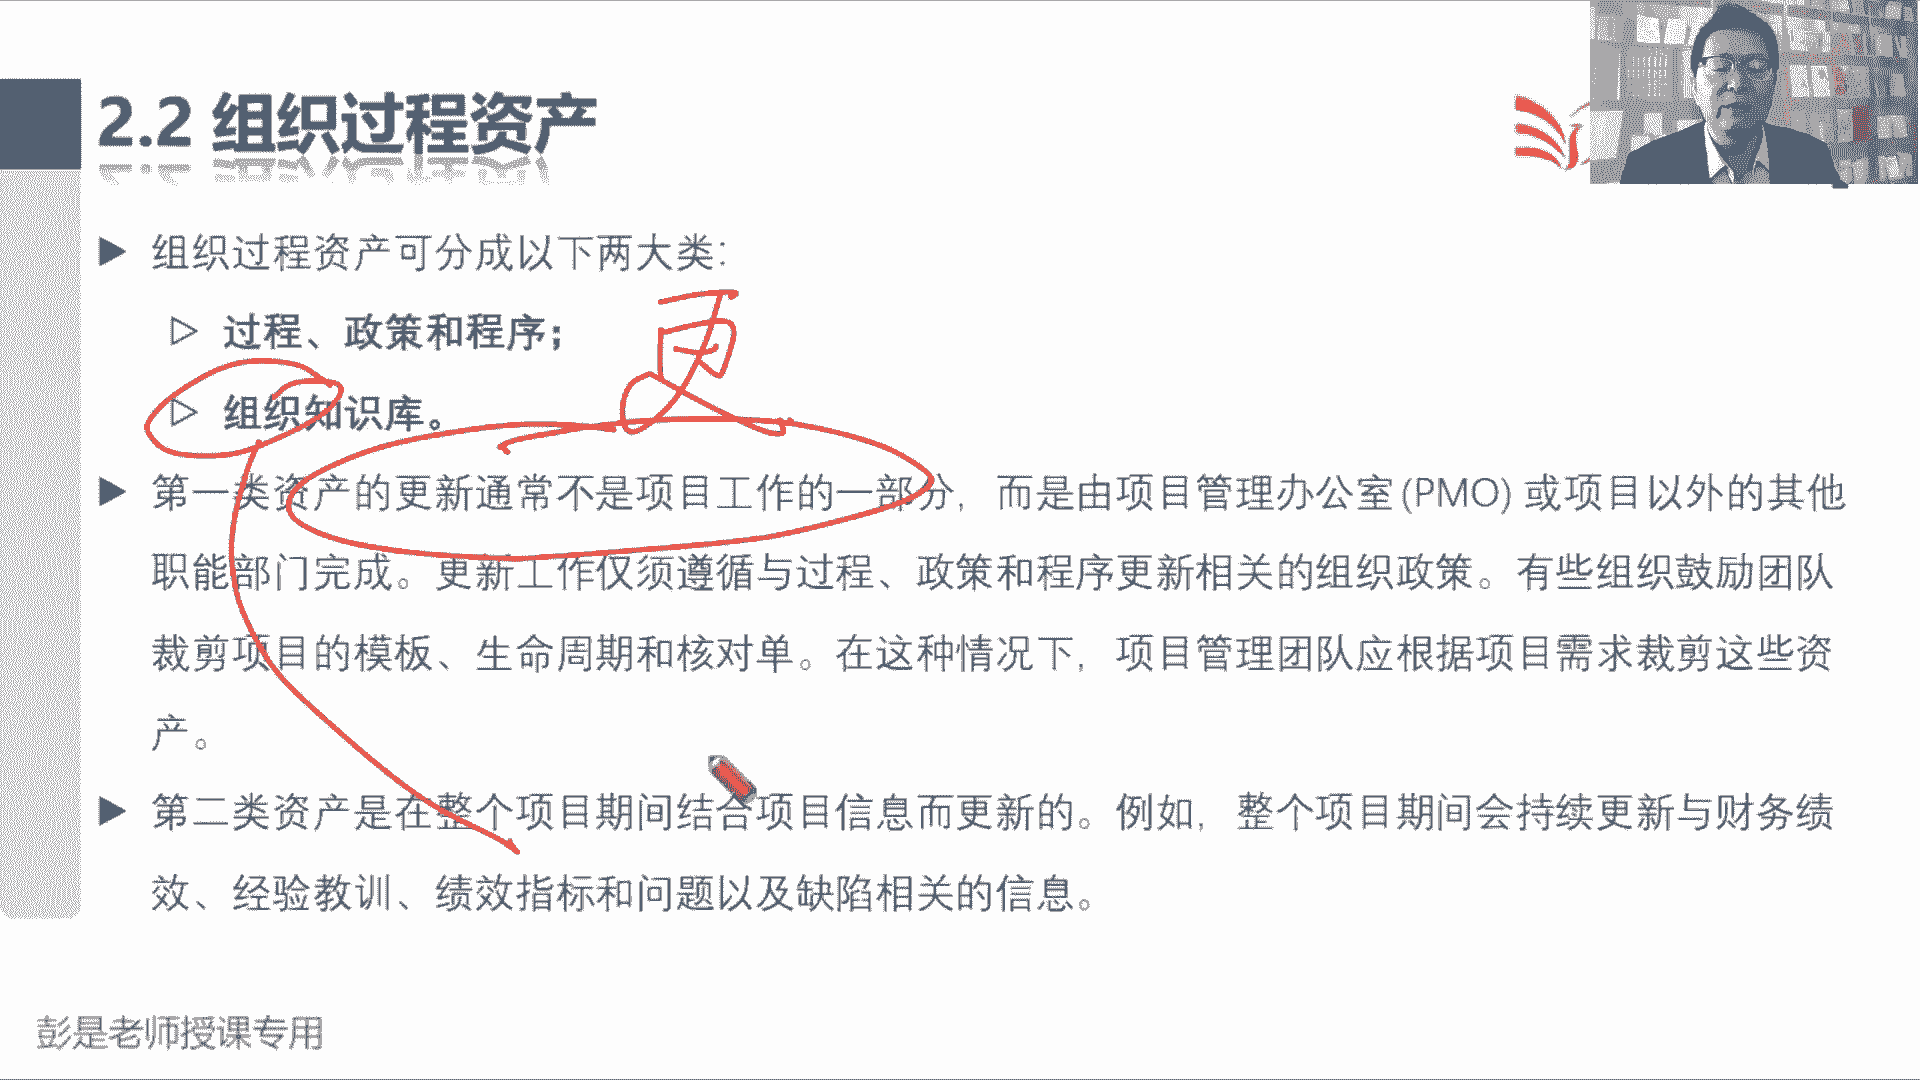 2.2 组织过程资产
组织过程资产可分成以下两大类：
过程、政策和程序；
更
组织知识库。
第一类资产的更新通常不是项目工作的一部分，而是由项目管理办公室(PMO)或项目以外的其他
职能部门完成。更新工作仅须遵循与过程、政策和程序更新相关的组织政策。有些组织鼓励团队
裁剪项目的模板、生命周期和核对单。在这种情况下，项目管理团队应根据项目需求裁剪这些资
产。
第二类资产是在整个项目期间结合项目信息而更新的。例如，整个项目期间会持续更新与财务绩
效、经验教训、绩效指标和问题以及缺陷相关的信息。
彭是老师授课专用